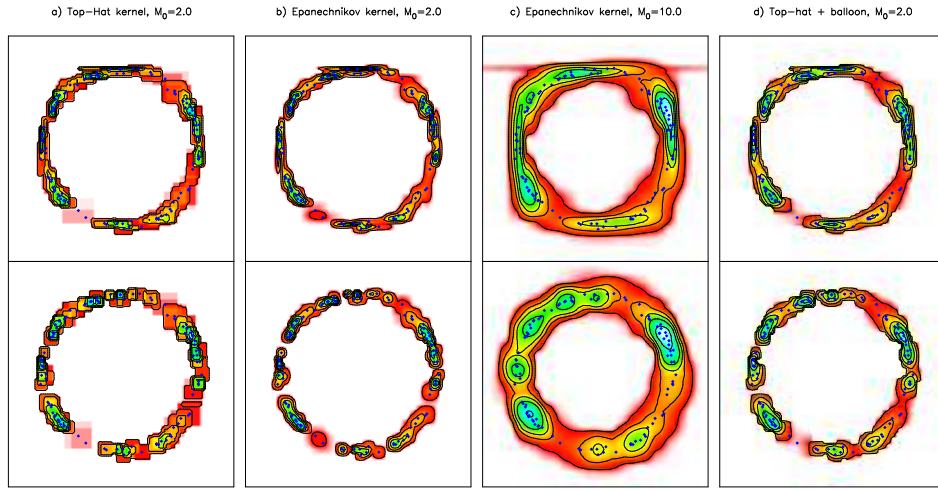 a) Top-Hat kernel, M₀=2.0
b) Epanechnikov kernel, M₀=2.0
c) Epanechnikov kernel, M₀=10.0
d) Top-hat + balloon, M₀=2.0